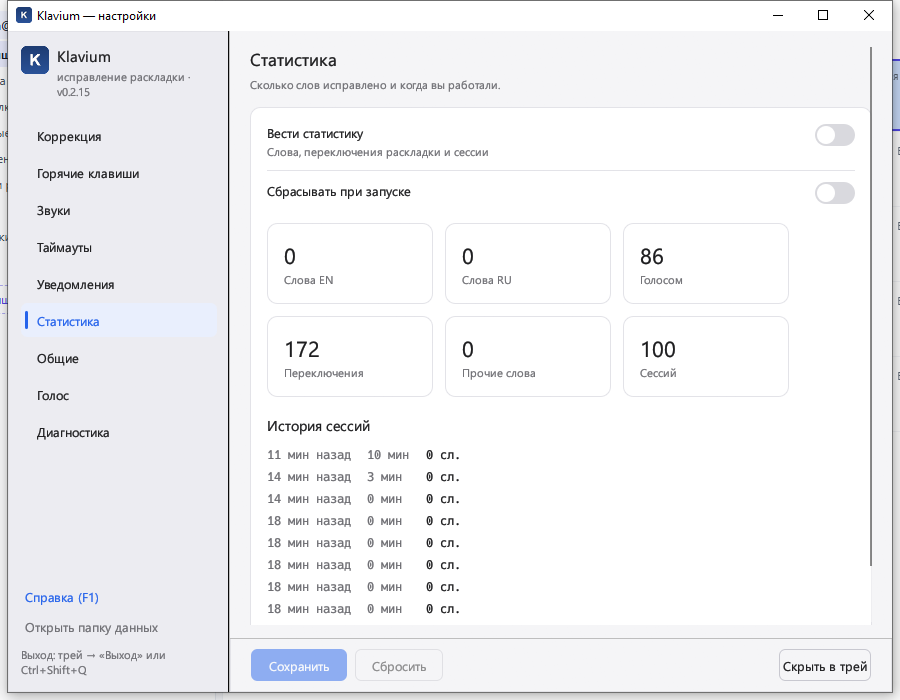 K Klavium — настройки
K Klavium
исправление раскладки · v0.2.15
Коррекция
Горячие клавиши
Звуки
Таймауты
Уведомления
Статистика
Общие
Голос
Диагностика
Справка (F1)
Открыть папку данных
Выход: трей → «Выход» или
Ctrl+Shift+Q
Статистика
Сколько слов исправлено и когда вы работали.
Вести статистику
Слова, переключения раскладки и сессии
Сбрасывать при запуске
0
Слова EN
0
Слова RU
86
Голосом
172
Переключения
0
Прочие слова
100
Сессий
История сессий
11 мин назад 10 мин 0 сл.
14 мин назад 3 мин 0 сл.
14 мин назад 0 мин 0 сл.
18 мин назад 0 мин 0 сл.
18 мин назад 0 мин 0 сл.
18 мин назад 0 мин 0 сл.
18 мин назад 0 мин 0 сл.
18 мин назад 0 мин 0 сл.
Сохранить
Сбросить
Скрыть в трей